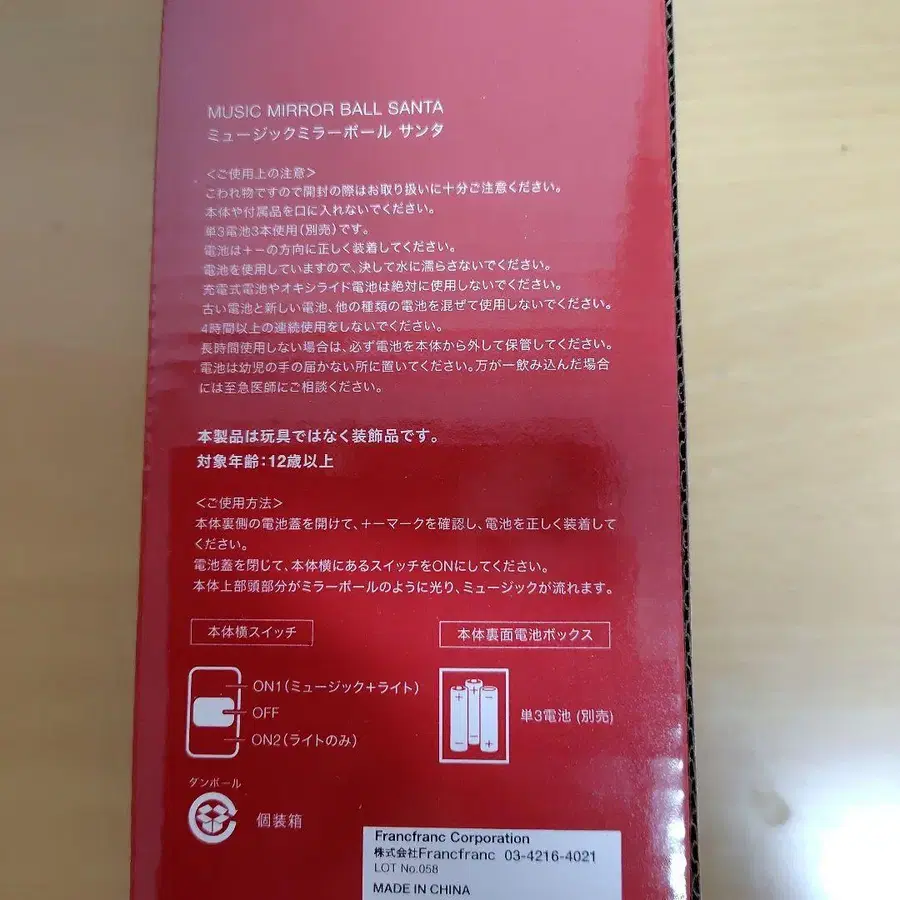 MUSIC MIRROR BALL SANTA
ミュージックミラーボール サンタ
<ご使用上の注意>
こわれ物ですので開封の際はお取り扱いに十分ご注意ください。
本体や付属品を口に入れないでください。
単3電池3本使用(別売)です。
電池は+ーの方向に正しく装着してください。
電池を使用していますので、決して水に濡らさないでください。
充電式電池やオキシライド電池は絶対に使用しないでください。
古い電池と新しい電池、他の種類の電池を混ぜて使用しないでください。
4時間以上の連続使用をしないでください。
長時間使用しない場合は、必ず電池を本体から外して保管してください。
電池は幼児の手の届かない所に置いてください。万が一飲み込んだ場合
には至急医師にご相談ください。
本製品は玩具ではなく装飾品です。
対象年齢:12歳以上
<ご使用方法>
本体裏側の電池蓋を開けて、+ーマークを確認し、電池を正しく装着して
ください。
電池蓋を閉じて、本体横にあるスイッチをONにしてください。
本体上部頭部分がミラーボールのように光り、ミュージックが流れます。
本体横スイッチ
本体裏面電池ボックス
ON1(ミュージック+ライト)
OFF
ON2(ライトのみ)
単3電池 (別売)
ダンボール
個装箱
Francfranc Corporation
株式会社Francfranc 03-4216-4021
LOT No.058
MADE IN CHINA